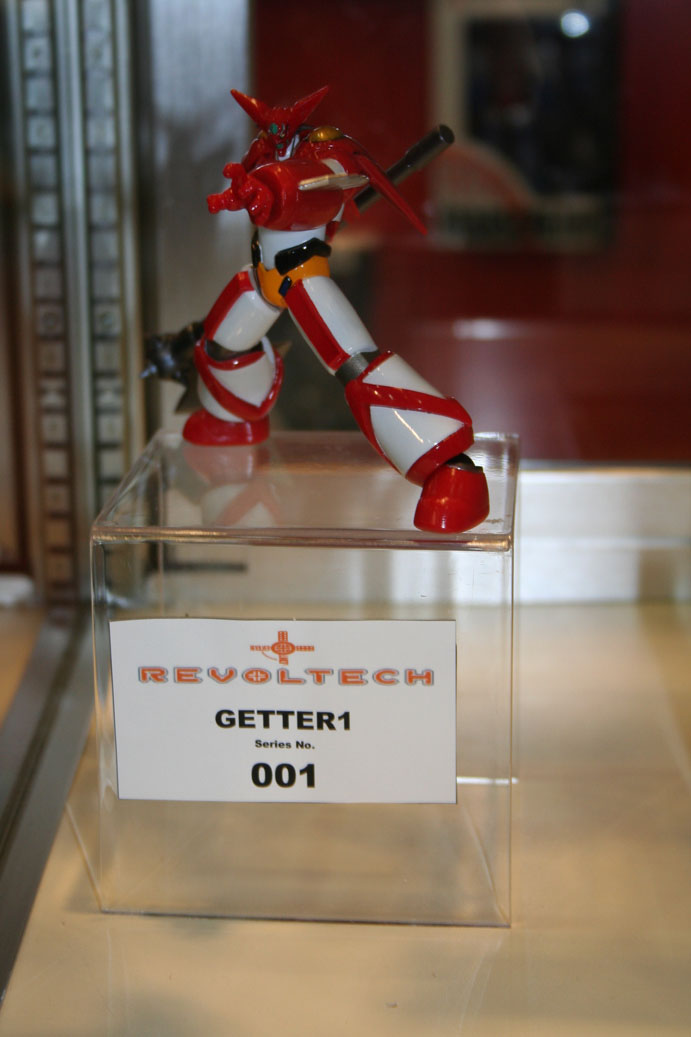 REVOLTECH
GETTER1
Series No.
001